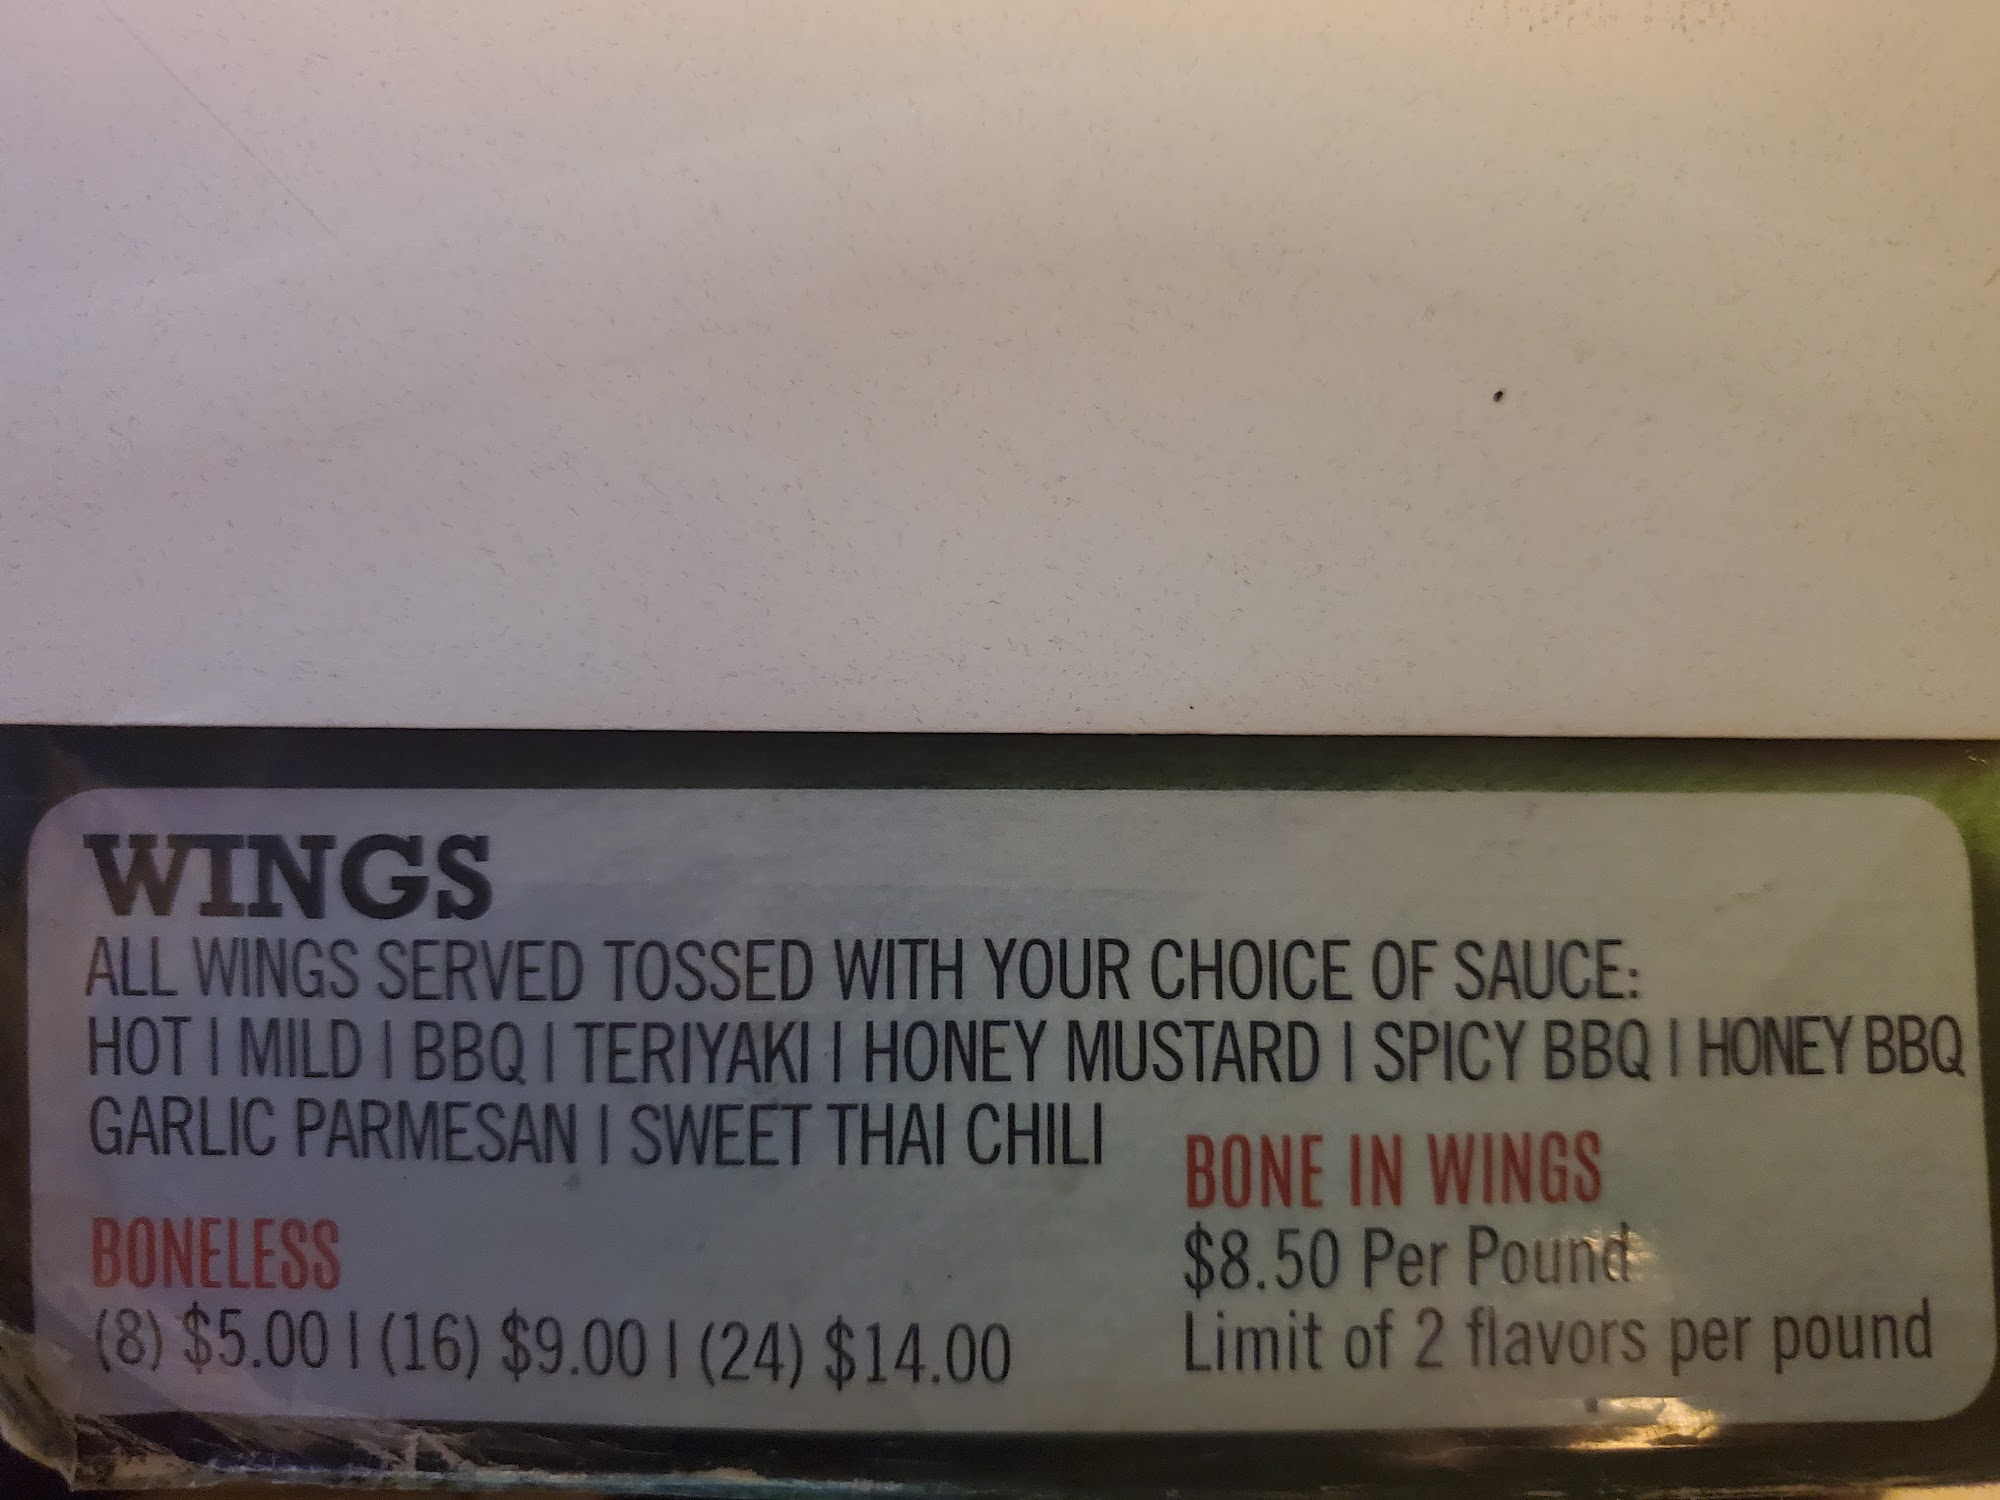 WINGS
ALL WINGS SERVED TOSSED WITH YOUR CHOICE OF SAUCE:
HOT | MILD | BBQ | TERIYAKI | HONEY MUSTARD | SPICY BBQ | HONEY BBQ
GARLIC PARMESAN | SWEET THAI CHILI
BONELESS
(8) $5.00 | (16) $9.00 | (24) $14.00
BONE IN WINGS
$8.50 Per Pound
Limit of 2 flavors per pound